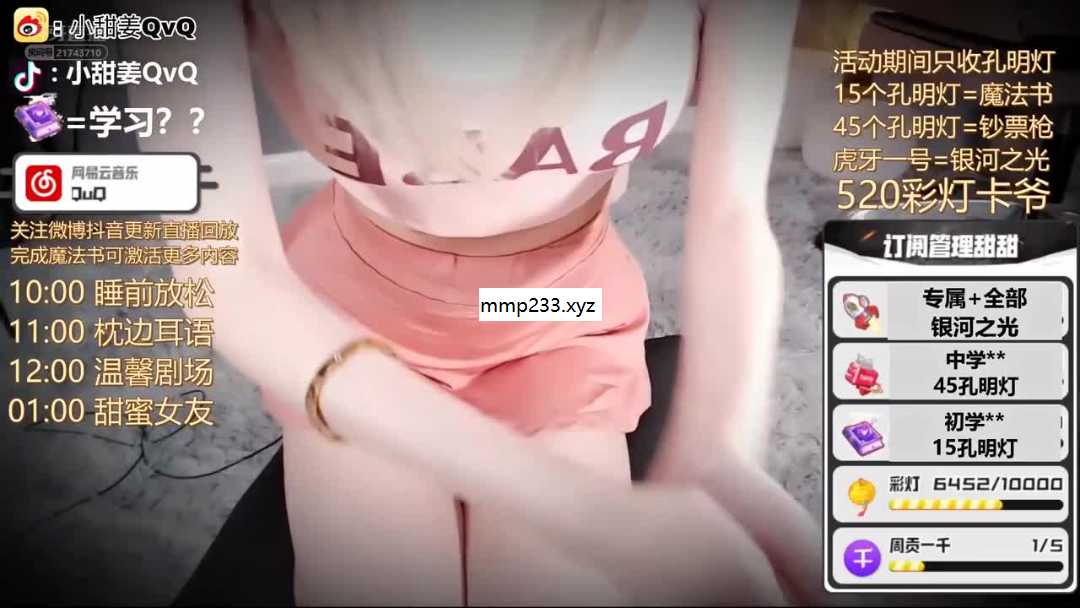 :小甜姜QvQ
房间号 21743710
:小甜姜QvQ
=学习??
网易云音乐
QuQ
关注微博抖音更新直播回放
完成魔法书可激活更多内容
10:00 睡前放松
11:00 枕边耳语
12:00 温馨剧场
01:00 甜蜜女友
BABE
mmp233.xyz
活动期间只收孔明灯
15个孔明灯=魔法书
45个孔明灯=钞票枪
虎牙一号=银河之光
520彩灯卡爷
订阅管理甜甜
专属+全部
银河之光
中学**
45孔明灯
初学**
15孔明灯
彩灯 6452/10000
周贡一千 1/5